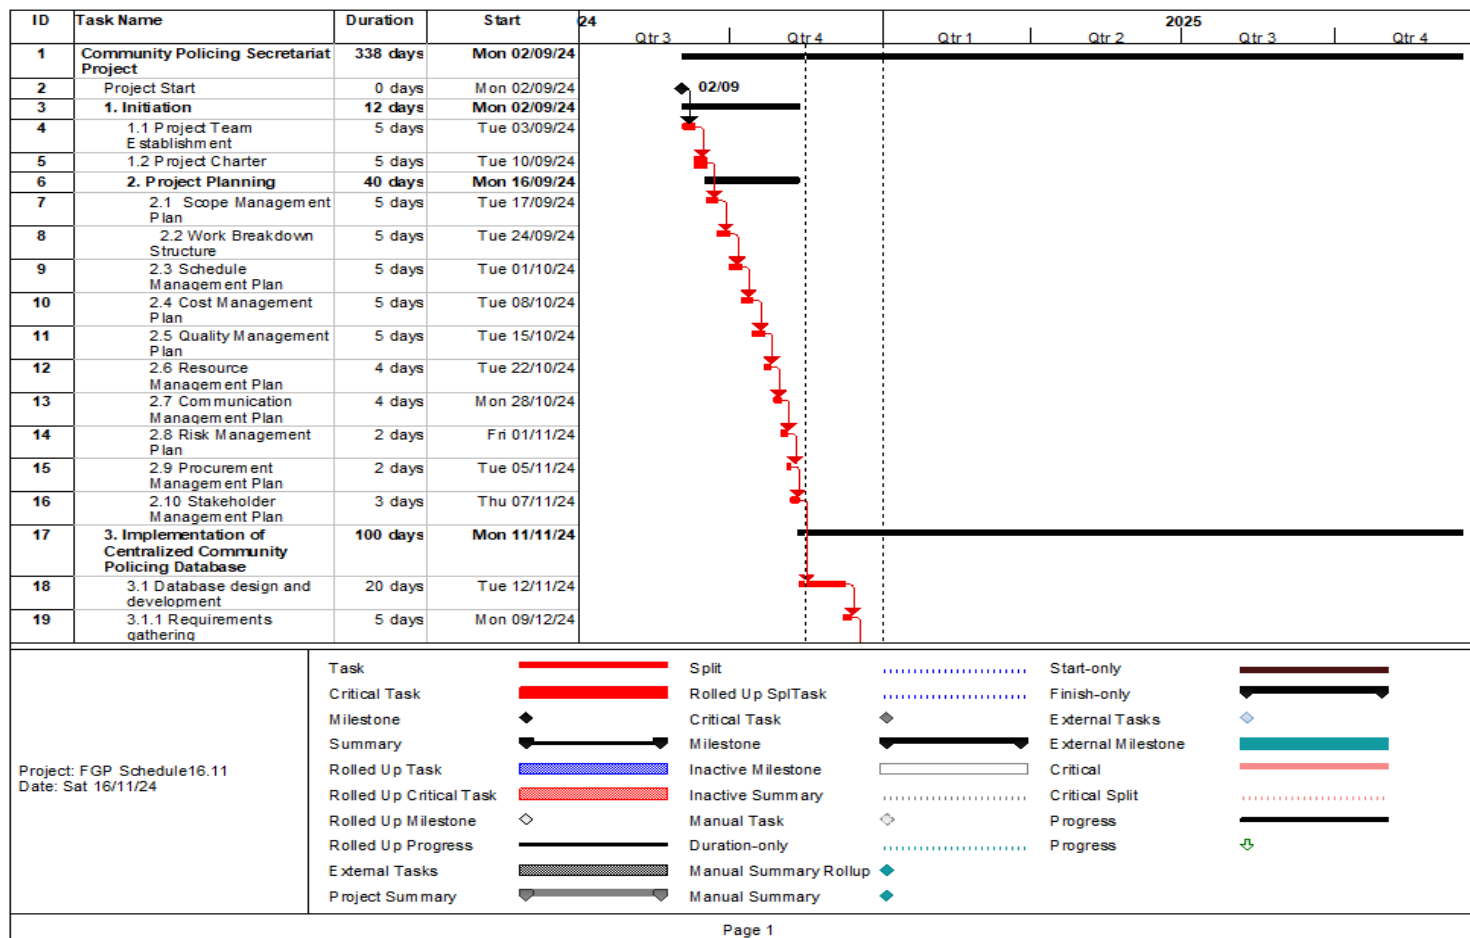 ID Task Name Duration Start 24 2025
Qtr 3 Qtr 4 Qtr 1 Qtr 2 Qtr 3 Qtr 4
1 Community Policing Secretariat 338 days Mon 02/09/24
Project
2 Project Start 0 days Mon 02/09/24 02/09
3 1. Initiation 12 days Mon 02/09/24
4 1.1 Project Team 5 days Tue 03/09/24
Establishment
5 1.2 Project Charter 5 days Tue 10/09/24
6 2. Project Planning 40 days Mon 16/09/24
7 2.1 Scope Management 5 days Tue 17/09/24
Plan
8 2.2 Work Breakdown 5 days Tue 24/09/24
Structure
9 2.3 Schedule 5 days Tue 01/10/24
Management Plan
10 2.4 Cost Management 5 days Tue 08/10/24
Plan
11 2.5 Quality Management 5 days Tue 15/10/24
Plan
12 2.6 Resource 4 days Tue 22/10/24
Management Plan
13 2.7 Communication 4 days Mon 28/10/24
Management Plan
14 2.8 Risk Management 2 days Fri 01/11/24
Plan
15 2.9 Procurement 2 days Tue 05/11/24
Management Plan
16 2.10 Stakeholder 3 days Thu 07/11/24
Management Plan
17 3. Implementation of 100 days Mon 11/11/24
Centralized Community
Policing Database
18 3.1 Database design and 20 days Tue 12/11/24
development
19 3.1.1 Requirements 5 days Mon 09/12/24
gathering
Project: FGP Schedule16.11
Date: Sat 16/11/24
Task Split Start-only
Critical Task Rolled Up SplTask Finish-only
Milestone Critical Task External Tasks
Summary Milestone External Milestone
Rolled Up Task Inactive Milestone Critical
Rolled Up Critical Task Inactive Summary Critical Split
Rolled Up Milestone Manual Task Progress
Rolled Up Progress Duration-only Progress
External Tasks Manual Summary Rollup
Project Summary Manual Summary
Page 1